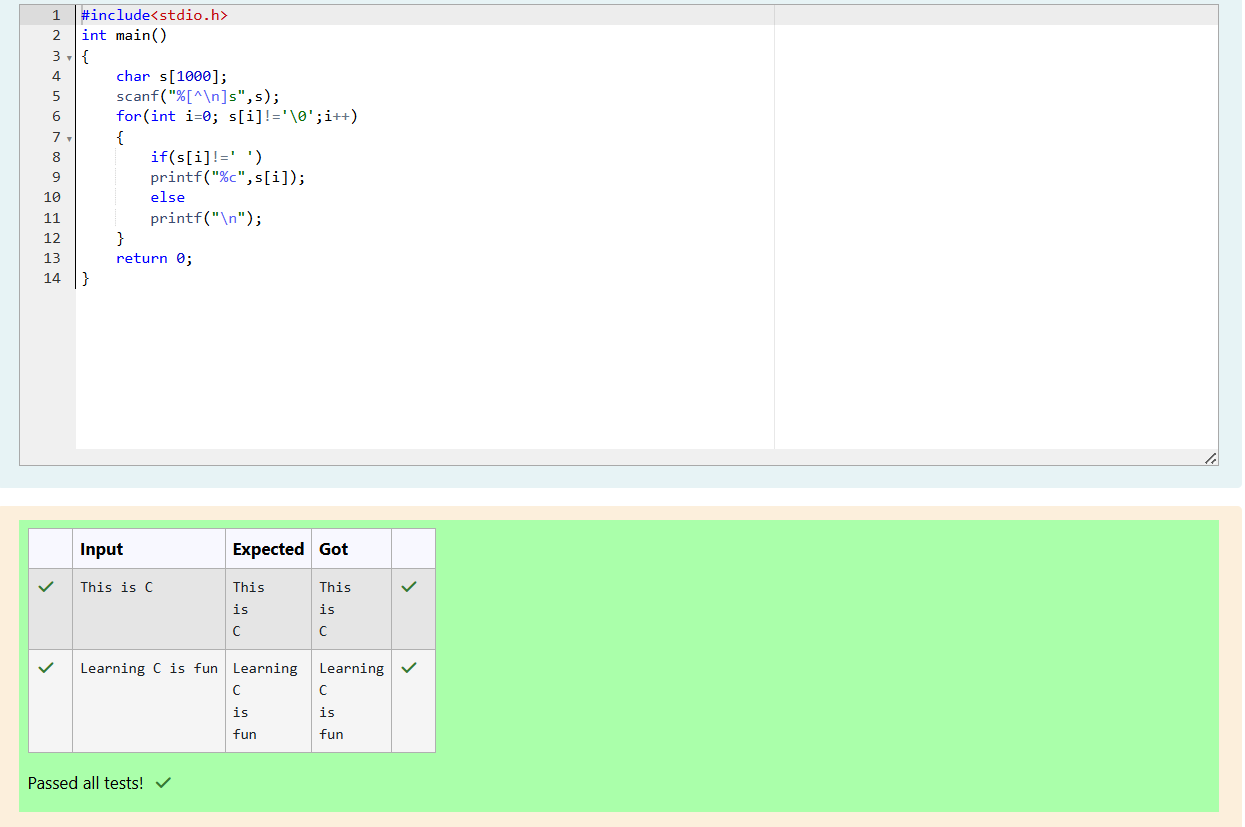 1 #include<stdio.h>
2 int main()
3 {
4     char s[1000];
5     scanf("%[^\n]s",s);
6     for(int i=0; s[i]!='\0';i++)
7     {
8         if(s[i]!=' ')
9         printf("%c",s[i]);
10         else
11         printf("\n");
12     }
13     return 0;
14 }
Input Expected Got
This is C This This
is is
C C
Learning C is fun Learning Learning
C C
is is
fun fun
Passed all tests!